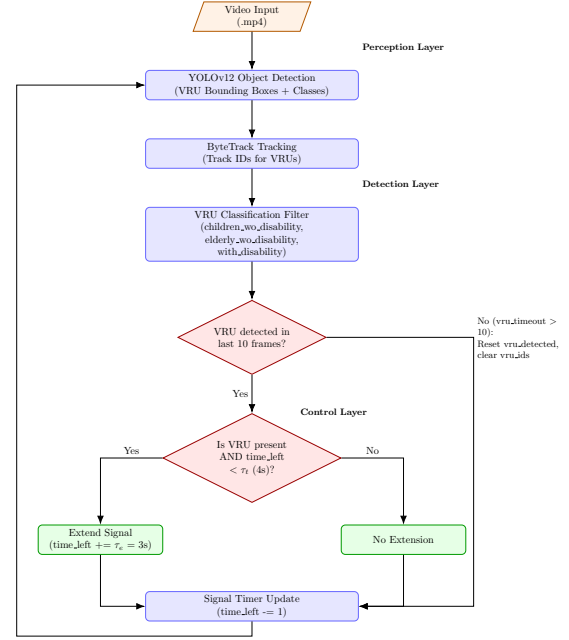 Video Input
(.mp4)
Perception Layer
YOLOv12 Object Detection
(VRU Bounding Boxes + Classes)
ByteTrack Tracking
(Track IDs for VRUs)
Detection Layer
VRU Classification Filter
(children_wo_disability,
elderly_wo_disability,
with_disability)
VRU detected in
last 10 frames?
No (vru_timeout >
10):
Reset vru_detected,
clear vru_ids
Yes
Control Layer
Is VRU present
AND time_left
< τₜ (4s)?
Yes
No
Extend Signal
(time_left += τₑ = 3s)
No Extension
Signal Timer Update
(time_left -= 1)